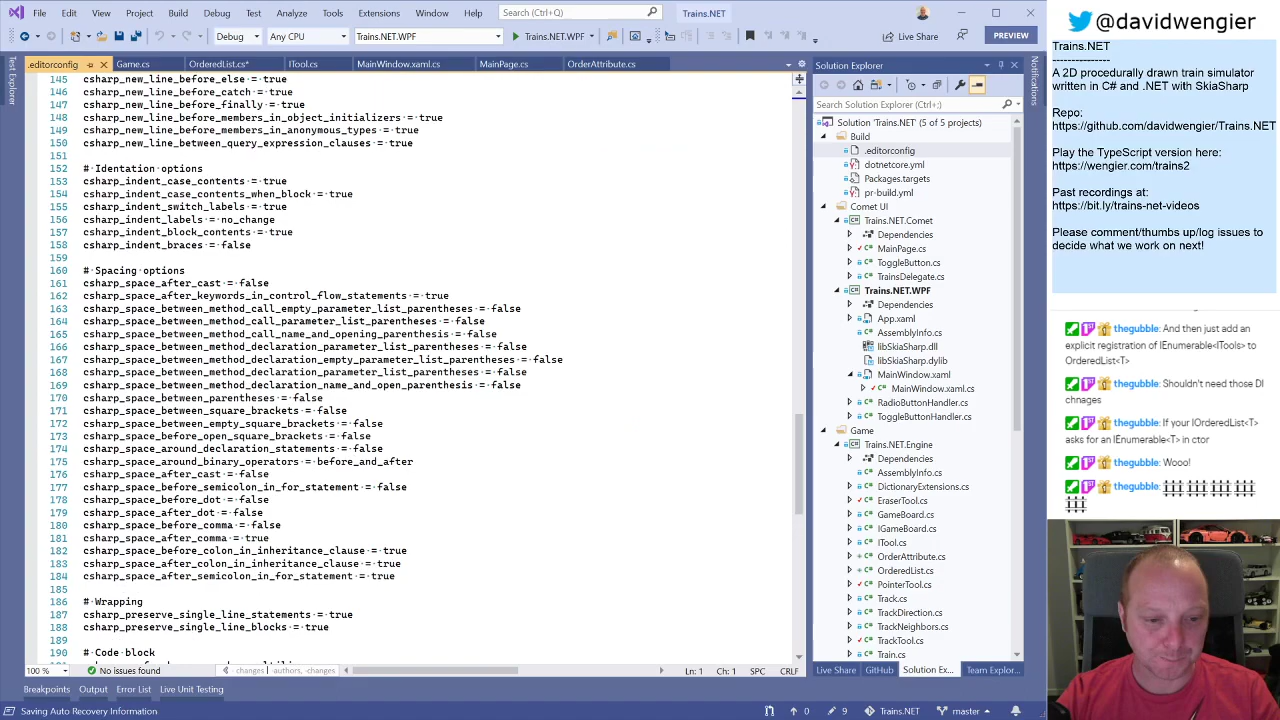 File Edit View Git Project Build Debug Test Analyze Tools Extensions Window Help Search (Ctrl+Q) Trains.NET
Debug Any CPU Trains.NET.WPF Trains.NET.WPF Live Share PREVIEW
.editorconfig Game.cs OrderedList.cs* ITool.cs MainWindow.xaml.cs MainPage.cs OrderAttribute.cs
Test Explorer
145 csharp_new_line_before_else = true
146 csharp_new_line_before_catch = true
147 csharp_new_line_before_finally = true
148 csharp_new_line_before_members_in_object_initializers = true
149 csharp_new_line_before_members_in_anonymous_types = true
150 csharp_new_line_between_query_expression_clauses = true
151
152 # Identation options
153 csharp_indent_case_contents = true
154 csharp_indent_case_contents_when_block = true
155 csharp_indent_switch_labels = true
156 csharp_indent_labels = no_change
157 csharp_indent_block_contents = true
158 csharp_indent_braces = false
159
160 # Spacing options
161 csharp_space_after_cast = false
162 csharp_space_after_keywords_in_control_flow_statements = true
163 csharp_space_between_method_call_empty_parameter_list_parentheses = false
164 csharp_space_between_method_call_parameter_list_parentheses = false
165 csharp_space_between_method_call_name_and_opening_parenthesis = false
166 csharp_space_between_method_declaration_parameter_list_parentheses = false
167 csharp_space_between_method_declaration_empty_parameter_list_parentheses = false
168 csharp_space_between_method_declaration_parameter_list_parentheses = false
169 csharp_space_between_method_declaration_name_and_open_parenthesis = false
170 csharp_space_between_parentheses = false
171 csharp_space_between_square_brackets = false
172 csharp_space_between_empty_square_brackets = false
173 csharp_space_before_open_square_brackets = false
174 csharp_space_around_declaration_statements = false
175 csharp_space_around_binary_operators = before_and_after
176 csharp_space_after_cast = false
177 csharp_space_before_semicolon_in_for_statement = false
178 csharp_space_before_dot = false
179 csharp_space_after_dot = false
180 csharp_space_before_comma = false
181 csharp_space_after_comma = true
182 csharp_space_before_colon_in_inheritance_clause = true
183 csharp_space_after_colon_in_inheritance_clause = true
184 csharp_space_after_semicolon_in_for_statement = true
185
186 # Wrapping
187 csharp_preserve_single_line_statements = true
188 csharp_preserve_single_line_blocks = true
189
190 # Code block
100 % No issues found - changes | -authors, -changes Ln: 1 Ch: 1 SPC CRLF
Breakpoints Output Error List Live Unit Testing
Saving Auto Recovery Information 0 9 Trains.NET master
Solution Explorer
Search Solution Explorer (Ctrl+;)
Solution 'Trains.NET' (5 of 5 projects)
Build
.editorconfig
dotnetcore.yml
Packages.targets
pr-build.yml
Comet UI
Trains.NET.Comet
Dependencies
MainPage.cs
ToggleButton.cs
TrainsDelegate.cs
Trains.NET.WPF
Dependencies
App.xaml
AssemblyInfo.cs
libSkiaSharp.dll
libSkiaSharp.dylib
MainWindow.xaml
MainWindow.xaml.cs
RadioButtonHandler.cs
ToggleButtonHandler.cs
Game
Trains.NET.Engine
Dependencies
AssemblyInfo.cs
DictionaryExtensions.cs
EraserTool.cs
GameBoard.cs
IGameBoard.cs
ITool.cs
OrderAttribute.cs
OrderedList.cs
PointerTool.cs
Track.cs
TrackDirection.cs
TrackNeighbors.cs
TrackTool.cs
Train.cs
Live Share GitHub Solution Ex... Team Explor...
Notifications
@davidwengier
Trains.NET
--------------
A 2D procedurally drawn train simulator
written in C# and .NET with SkiaSharp
Repo:
https://github.com/davidwengier/Trains.NET
Play the TypeScript version here:
https://wengier.com/trains2
Past recordings at:
https://bit.ly/trains-net-videos
Please comment/thumbs up/log issues to
decide what we work on next!
thegubble: And then just add an
explicit registration of IEnumerable<ITools> to
OrderedList<T>
thegubble: Shouldn't need those DI
chnages
thegubble: If your IOrderedList<T>
asks for an IEnumerable<T> in ctor
thegubble: Wooo!
thegubble: